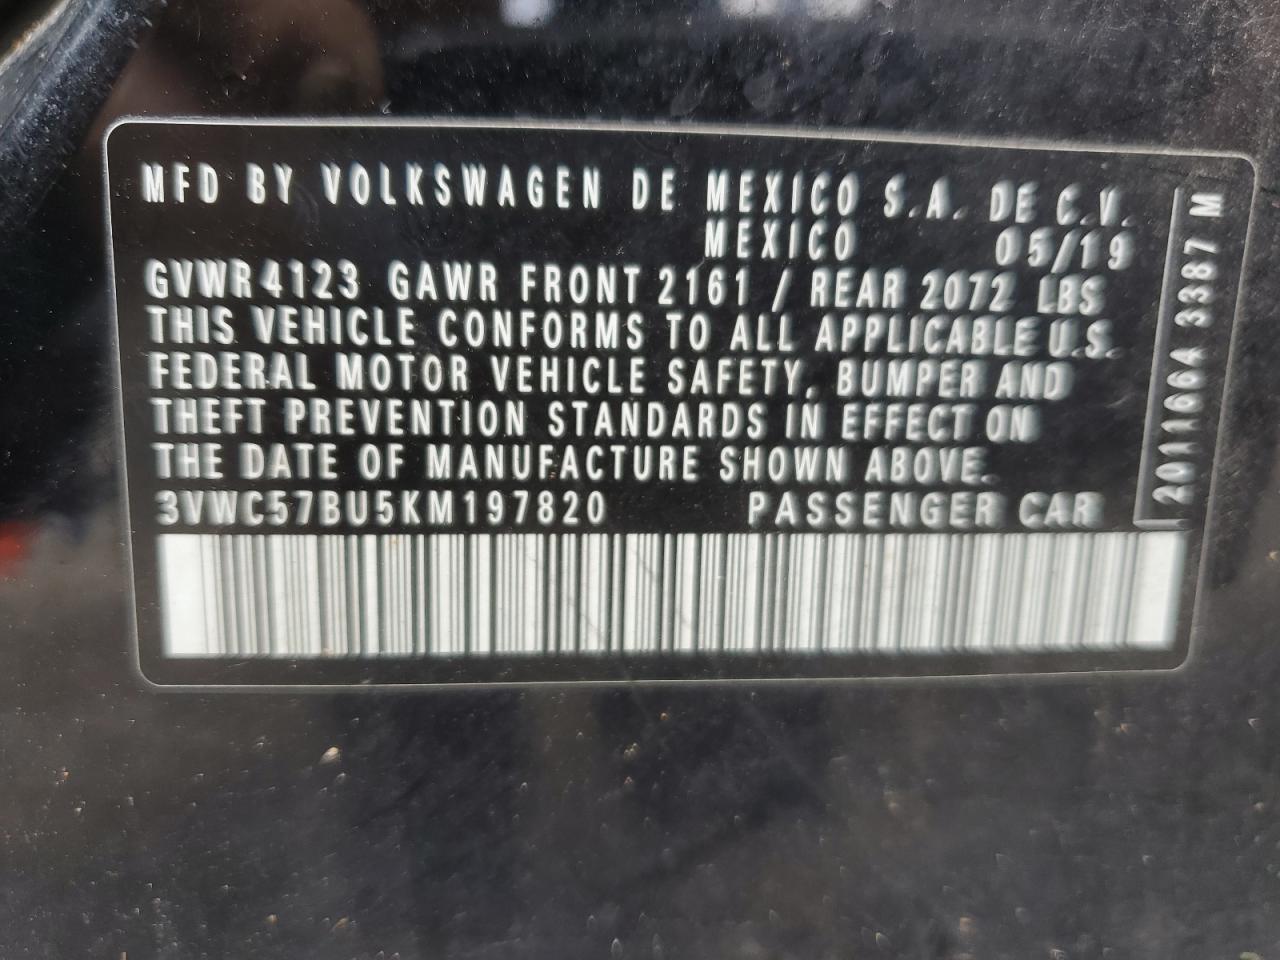 MFD BY VOLKSWAGEN DE MEXICO S.A. DE C.V.
MEXICO 05/19
GVWR 4123 GAWR FRONT 2161 / REAR 2072 LBS
THIS VEHICLE CONFORMS TO ALL APPLICABLE U.S.
FEDERAL MOTOR VEHICLE SAFETY, BUMPER AND
THEFT PREVENTION STANDARDS IN EFFECT ON
THE DATE OF MANUFACTURE SHOWN ABOVE.
3VWC57BU5KM197820 PASSENGER CAR
201166A 3387 M